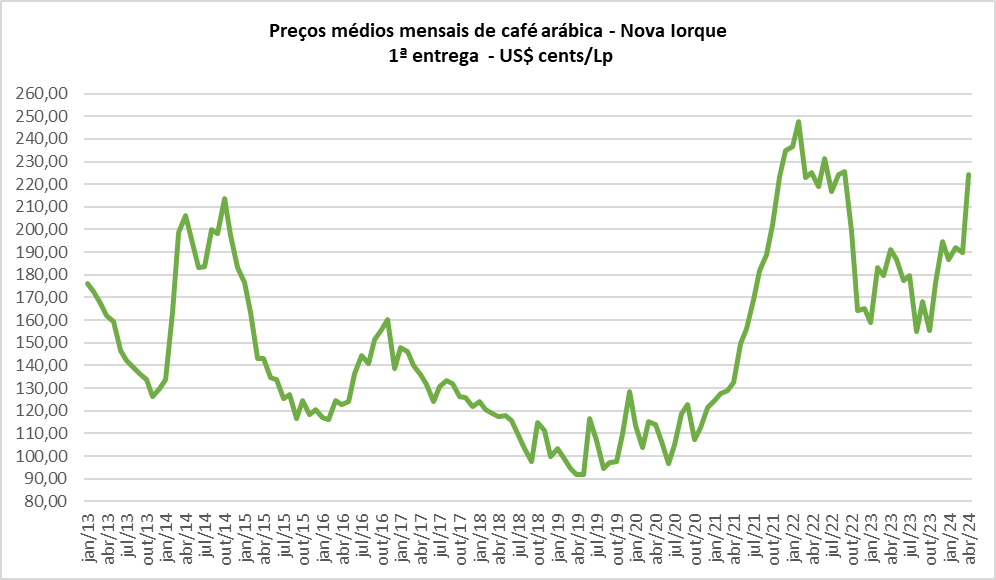 Preços médios mensais de café arábica - Nova Iorque
1ª entrega - US$ cents/Lp
260,00
250,00
240,00
230,00
220,00
210,00
200,00
190,00
180,00
170,00
160,00
150,00
140,00
130,00
120,00
110,00
100,00
90,00
80,00
jan/13
abr/13
jul/13
out/13
jan/14
abr/14
jul/14
out/14
jan/15
abr/15
jul/15
out/15
jan/16
abr/16
jul/16
out/16
jan/17
abr/17
jul/17
out/17
jan/18
abr/18
jul/18
out/18
jan/19
abr/19
jul/19
out/19
jan/20
abr/20
jul/20
out/20
jan/21
abr/21
jul/21
out/21
jan/22
abr/22
jul/22
out/22
jan/23
abr/23
jul/23
out/23
jan/24
abr/24